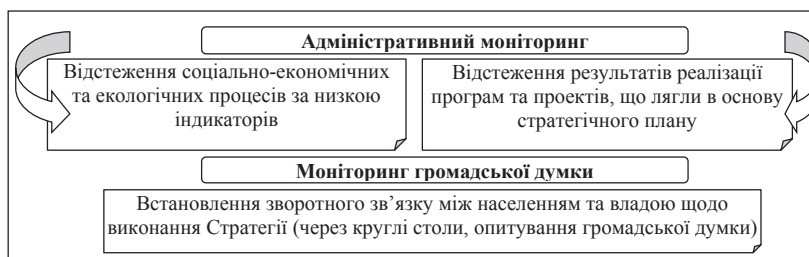 Адміністративний моніторинг
Відстеження соціально-економічних
та екологічних процесів за низкою
індикаторів
Відстеження результатів реалізації
програм та проектів, що лягли в основу
стратегічного плану
Моніторинг громадської думки
Встановлення зворотного зв’язку між населенням та владою щодо
виконання Стратегії (через круглі столи, опитування громадської думки)